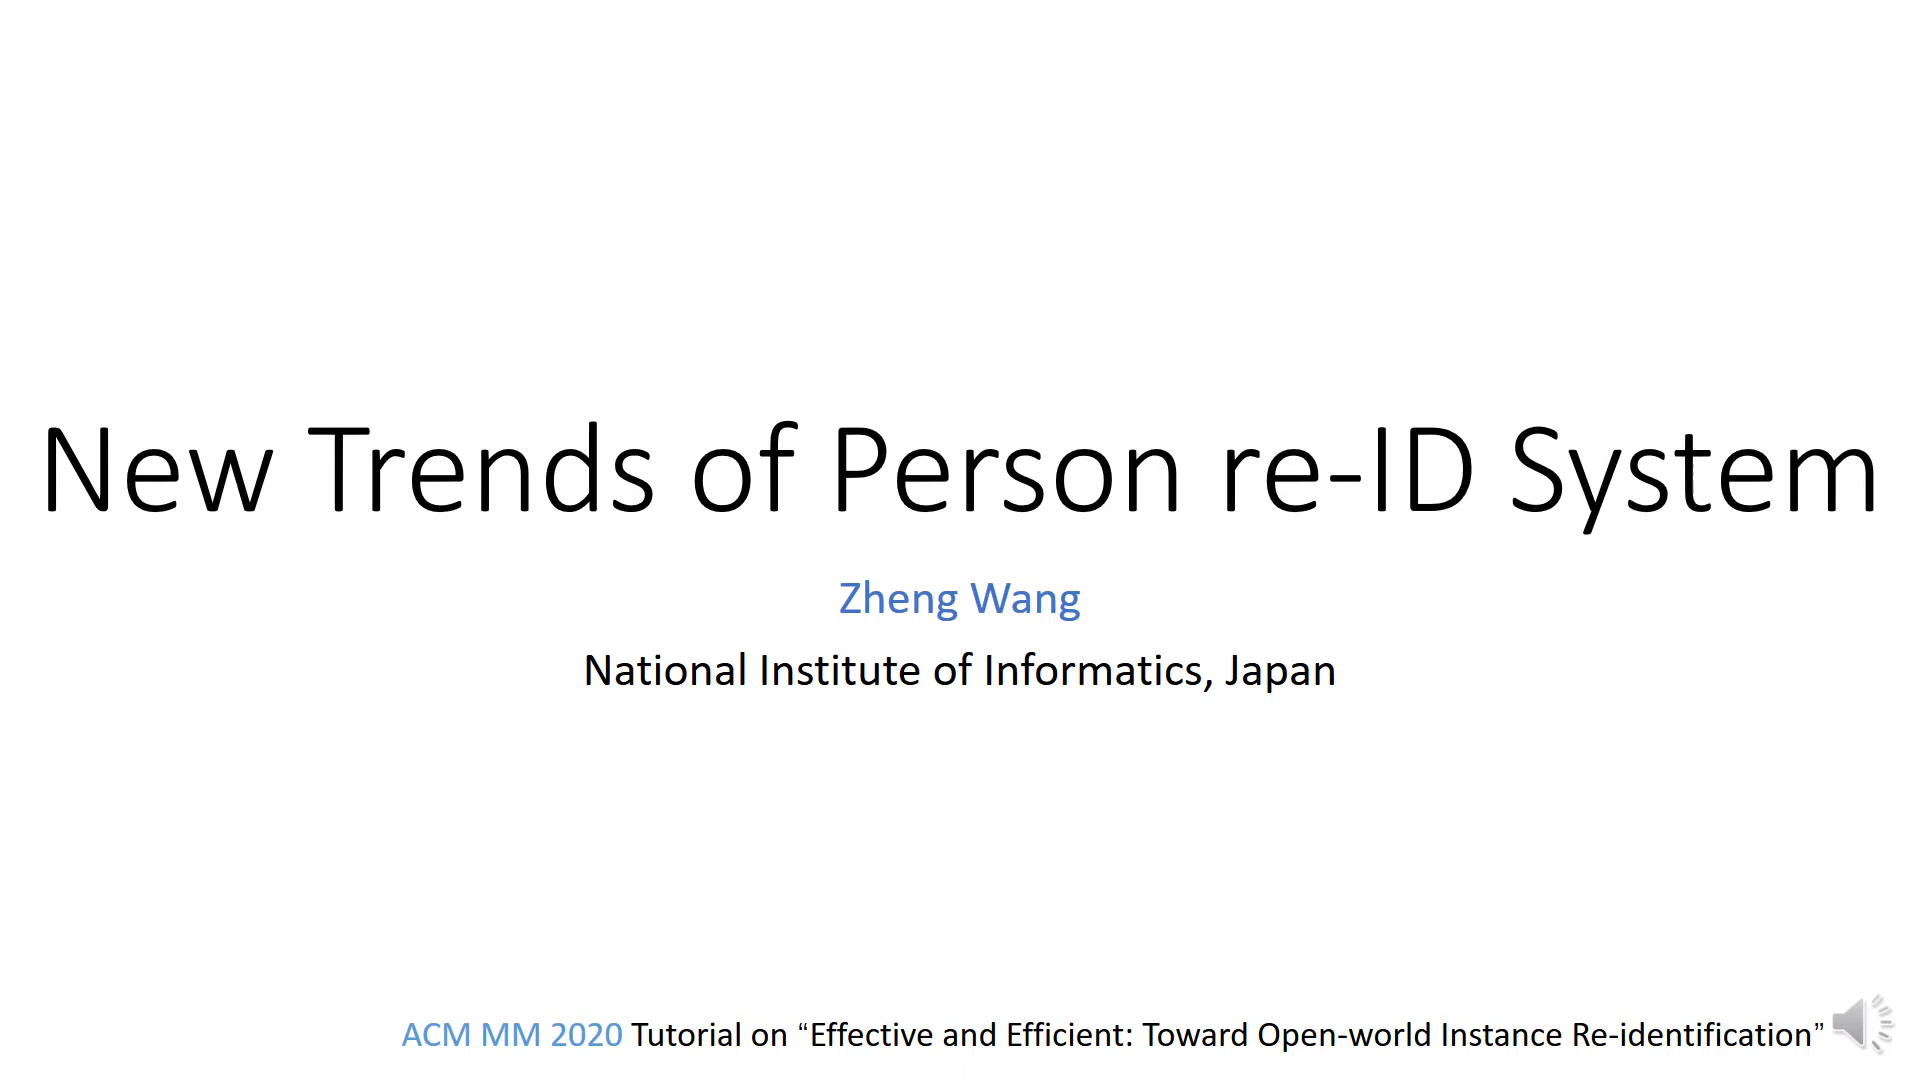 New Trends of Person re-ID System
Zheng Wang
National Institute of Informatics, Japan
ACM MM 2020 Tutorial on “Effective and Efficient: Toward Open-world Instance Re-identification”